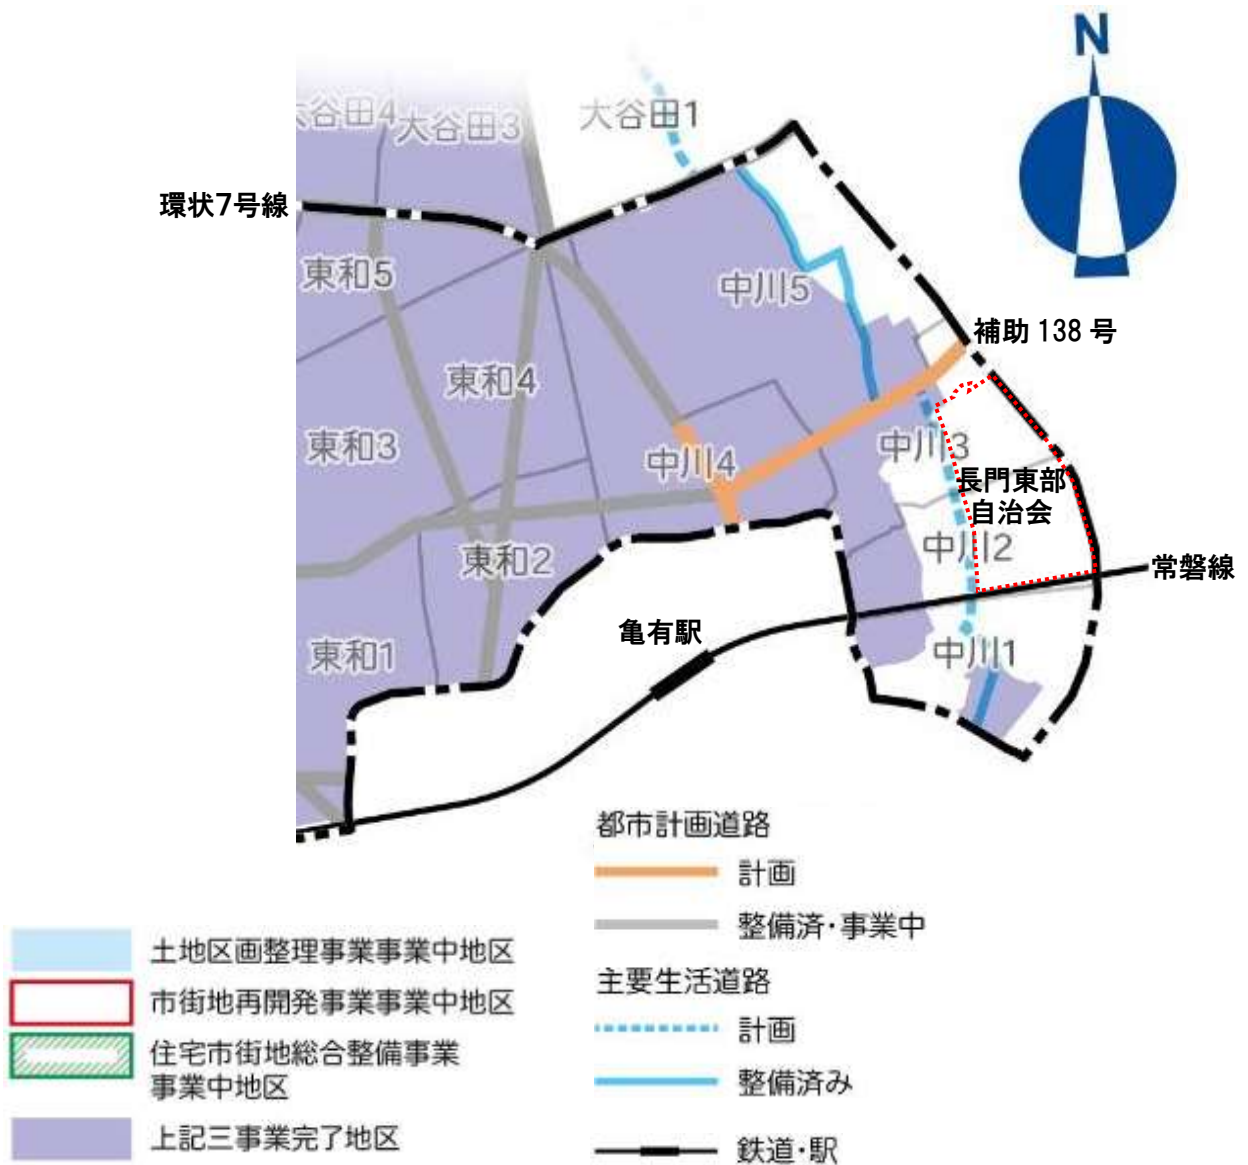 N
大谷田4
大谷田3
大谷田1
環状7号線
東和5
中川5
補助 138 号
東和4
東和3
中川4
中川3
長門東部
自治会
東和2
中川2
常磐線
亀有駅
東和1
中川1
都市計画道路
計画
整備済・事業中
主要生活道路
計画
整備済み
鉄道・駅
土地区画整理事業事業中地区
市街地再開発事業事業中地区
住宅市街地総合整備事業
事業中地区
上記三事業完了地区